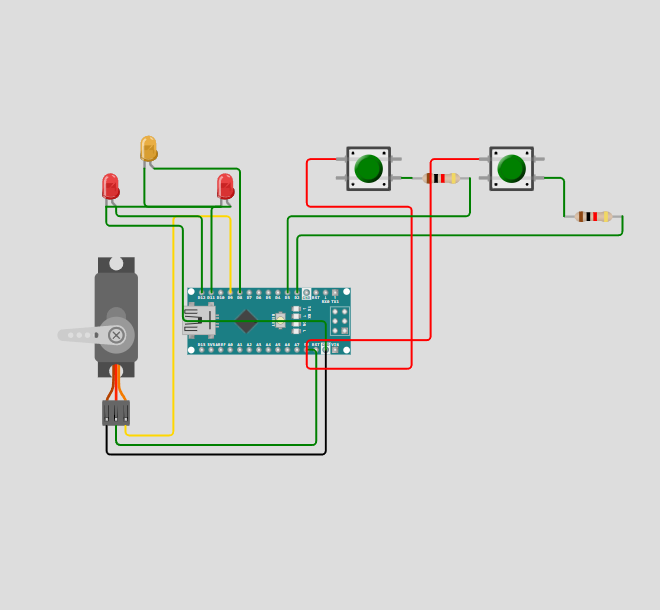 D12 D11 D10 D9 D8 D7 D6 D5 D4 D3 D2 GND RST
RX0 TX1
D13 3V3 AREF A0 A1 A2 A3 A4 A5 A6 A7 5V RST GND VIN